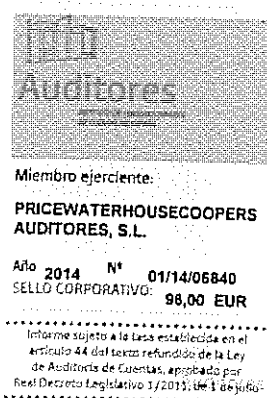 Auditores
Miembro ejerciente:
PRICEWATERHOUSECOOPERS
AUDITORES, S.L.
Año 2014 Nº 01/14/06840
SELLO CORPORATIVO: 96,00 EUR
Informe sujeto a la tasa establecida en el
artículo 44 del texto refundido de la Ley
de Auditoría de Cuentas, aprobado por
Real Decreto Legislativo 1/2011, de 1 de julio